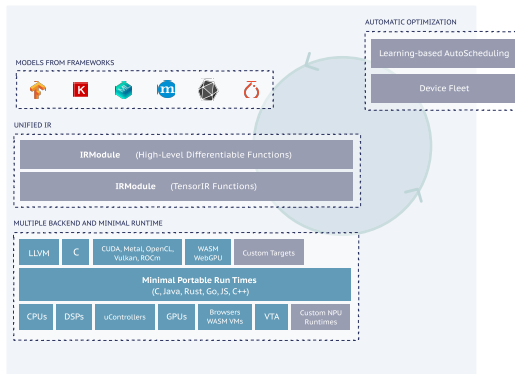 AUTOMATIC OPTIMIZATION
Learning-based AutoScheduling
Device Fleet
MODELS FROM FRAMEWORKS
K
m
UNIFIED IR
IRModule (High-Level Differentiable Functions)
IRModule (TensorIR Functions)
MULTIPLE BACKEND AND MINIMAL RUNTIME
LLVM
C
CUDA, Metal, OpenCL,
Vulkan, ROCm
WASM
WebGPU
Custom Targets
Minimal Portable Run Times
(C, Java, Rust, Go, JS, C++)
CPUs
DSPs
uControllers
GPUs
Browsers
WASM VMs
VTA
Custom NPU
Runtimes